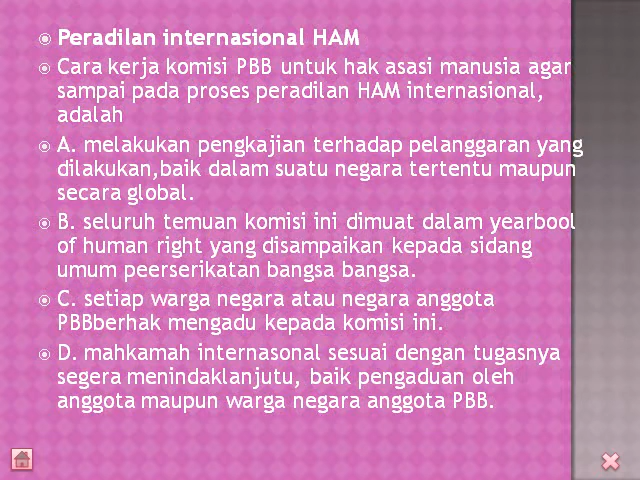 Peradilan internasional HAM
Cara kerja komisi PBB untuk hak asasi manusia agar
sampai pada proses peradilan HAM internasional,
adalah
A. melakukan pengkajian terhadap pelanggaran yang
dilakukan,baik dalam suatu negara tertentu maupun
secara global.
B. seluruh temuan komisi ini dimuat dalam yearbool
of human right yang disampaikan kepada sidang
umum peerserikatan bangsa bangsa.
C. setiap warga negara atau negara anggota
PBBberhak mengadu kepada komisi ini.
D. mahkamah internasonal sesuai dengan tugasnya
segera menindaklanjutu, baik pengaduan oleh
anggota maupun warga negara anggota PBB.